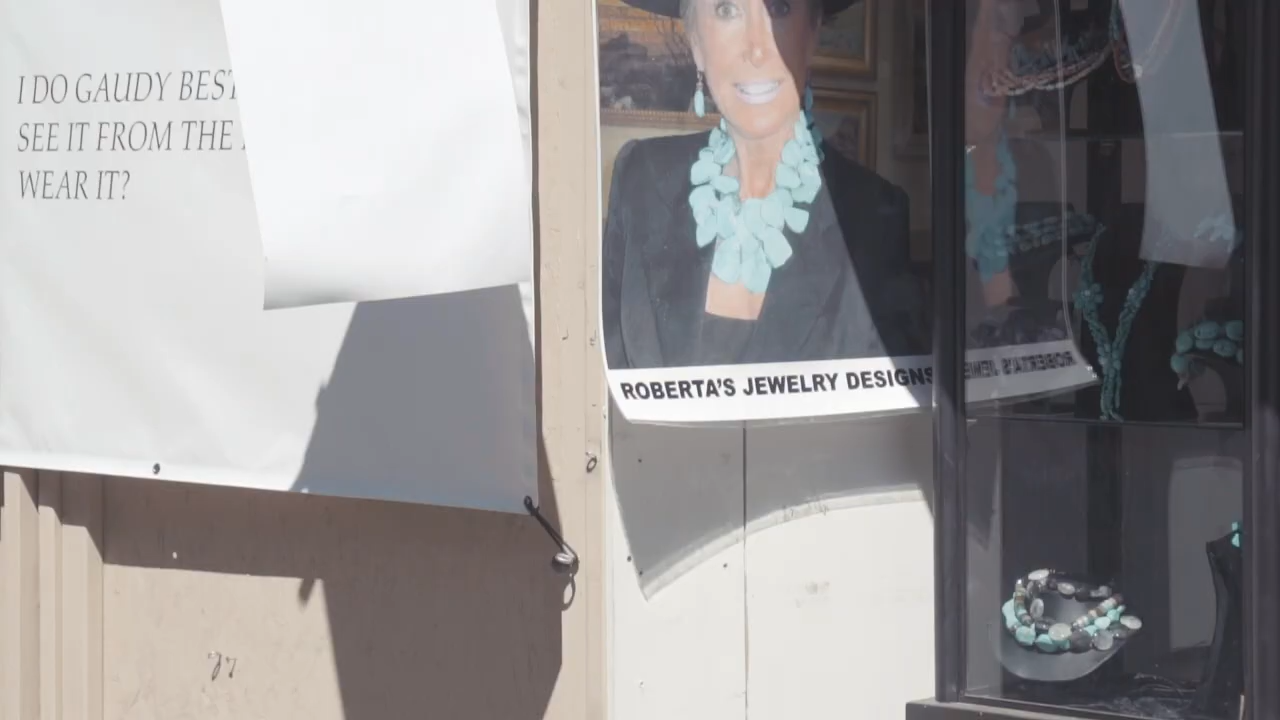 I DO GAUDY BEST
SEE IT FROM THE
WEAR IT?
ROBERTA'S JEWELRY DESIGNS